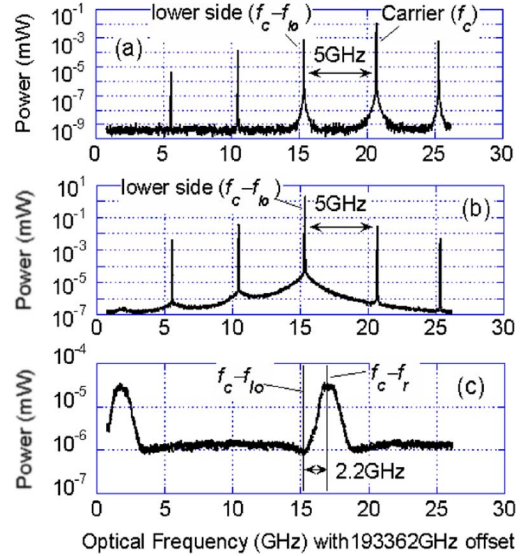 lower side (fc–flo) Carrier (fc)
10^-1
(a)
5GHz
10^-3
10^-5
10^-7
10^-9
Power (mW)
0 5 10 15 20 25 30
lower side (fc–flo)
10^1
5GHz
(b)
10^-1
10^-3
10^-5
10^-7
Power (mW)
0 5 10 15 20 25 30
10^-4
fc–flo fc–fr (c)
10^-5
10^-6
2.2GHz
10^-7
Power (mW)
0 5 10 15 20 25 30
Optical Frequency (GHz) with 193362GHz offset